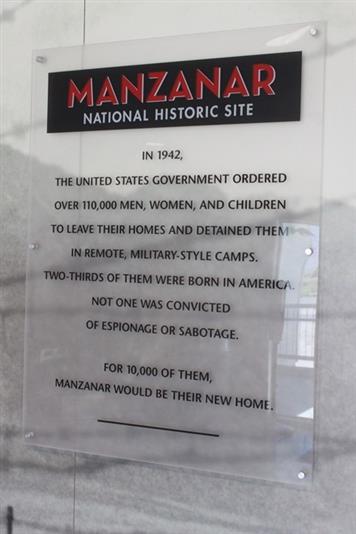 MANZANAR
NATIONAL HISTORIC SITE
IN 1942,
THE UNITED STATES GOVERNMENT ORDERED
OVER 110,000 MEN, WOMEN, AND CHILDREN
TO LEAVE THEIR HOMES AND DETAINED THEM
IN REMOTE, MILITARY-STYLE CAMPS.
TWO-THIRDS OF THEM WERE BORN IN AMERICA.
NOT ONE WAS CONVICTED
OF ESPIONAGE OR SABOTAGE.
FOR 10,000 OF THEM,
MANZANAR WOULD BE THEIR NEW HOME.